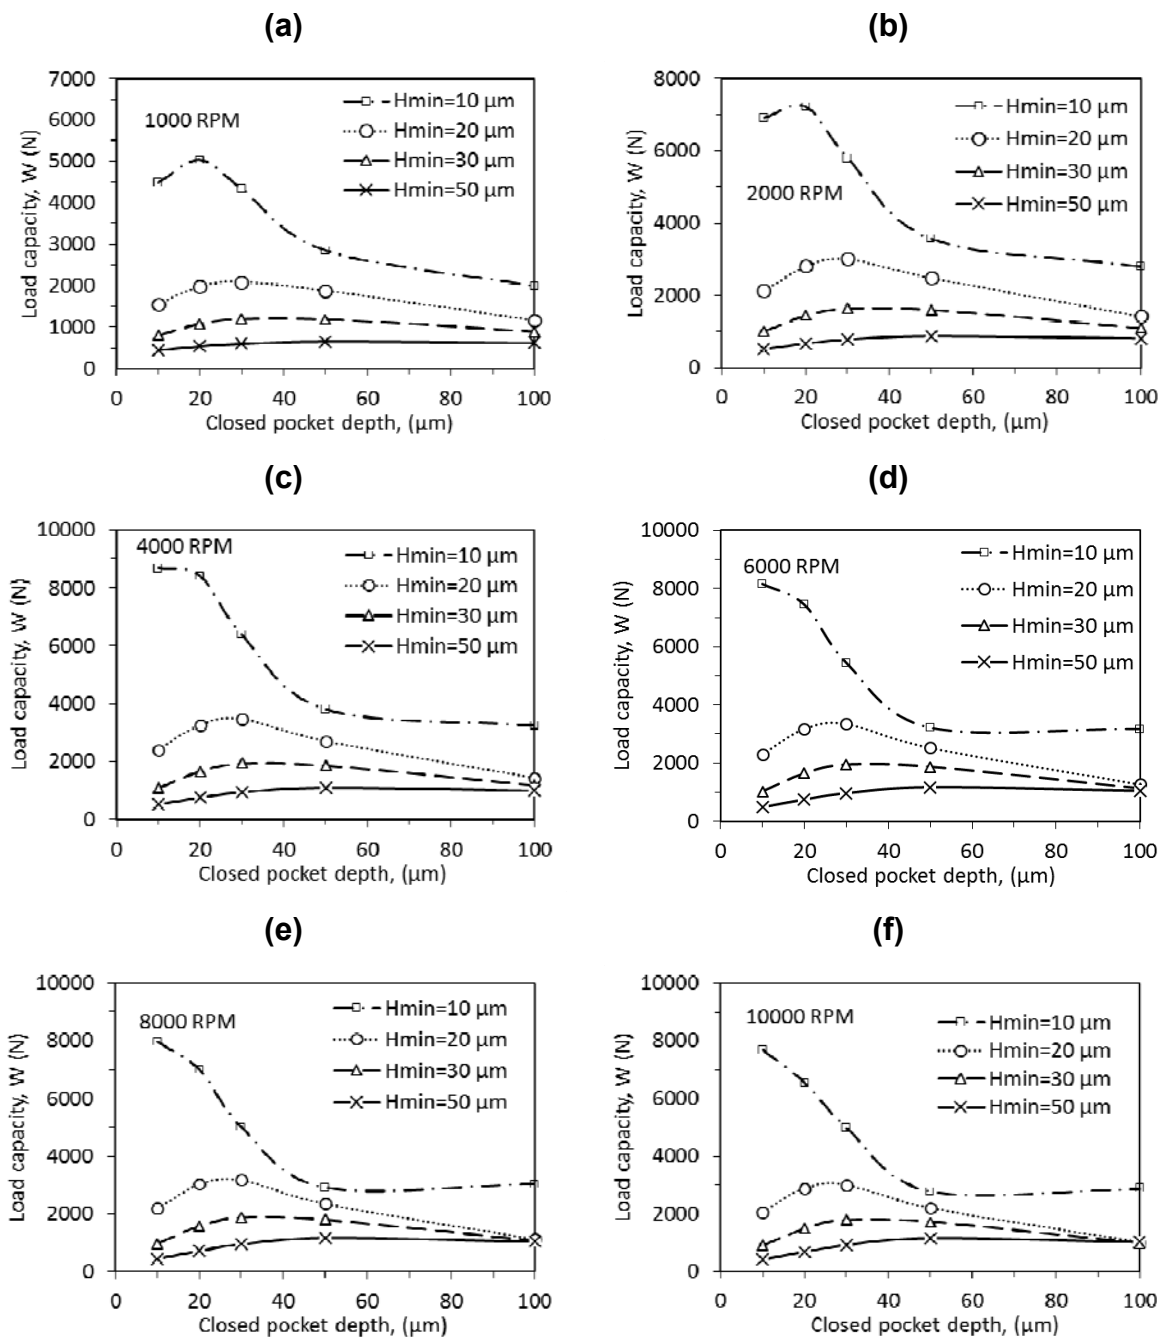 (a)
7000
6000
5000
4000
3000
2000
1000
0
Load capacity, W (N)
1000 RPM
Hmin=10 µm
Hmin=20 µm
Hmin=30 µm
Hmin=50 µm
0 20 40 60 80 100
Closed pocket depth, (µm)
(b)
8000
6000
4000
2000
0
Load capacity, W (N)
2000 RPM
Hmin=10 µm
Hmin=20 µm
Hmin=30 µm
Hmin=50 µm
0 20 40 60 80 100
Closed pocket depth, (µm)
(c)
10000
8000
6000
4000
2000
0
Load capacity, W (N)
4000 RPM
Hmin=10 µm
Hmin=20 µm
Hmin=30 µm
Hmin=50 µm
0 20 40 60 80 100
Closed pocket depth, (µm)
(d)
10000
8000
6000
4000
2000
0
Load capacity, W (N)
6000 RPM
Hmin=10 µm
Hmin=20 µm
Hmin=30 µm
Hmin=50 µm
0 20 40 60 80 100
Closed pocket depth, (µm)
(e)
10000
8000
6000
4000
2000
0
Load capacity, W (N)
8000 RPM
Hmin=10 µm
Hmin=20 µm
Hmin=30 µm
Hmin=50 µm
0 20 40 60 80 100
Closed pocket depth, (µm)
(f)
10000
8000
6000
4000
2000
0
Load capacity, W (N)
10000 RPM
Hmin=10 µm
Hmin=20 µm
Hmin=30 µm
Hmin=50 µm
0 20 40 60 80 100
Closed pocket depth, (µm)